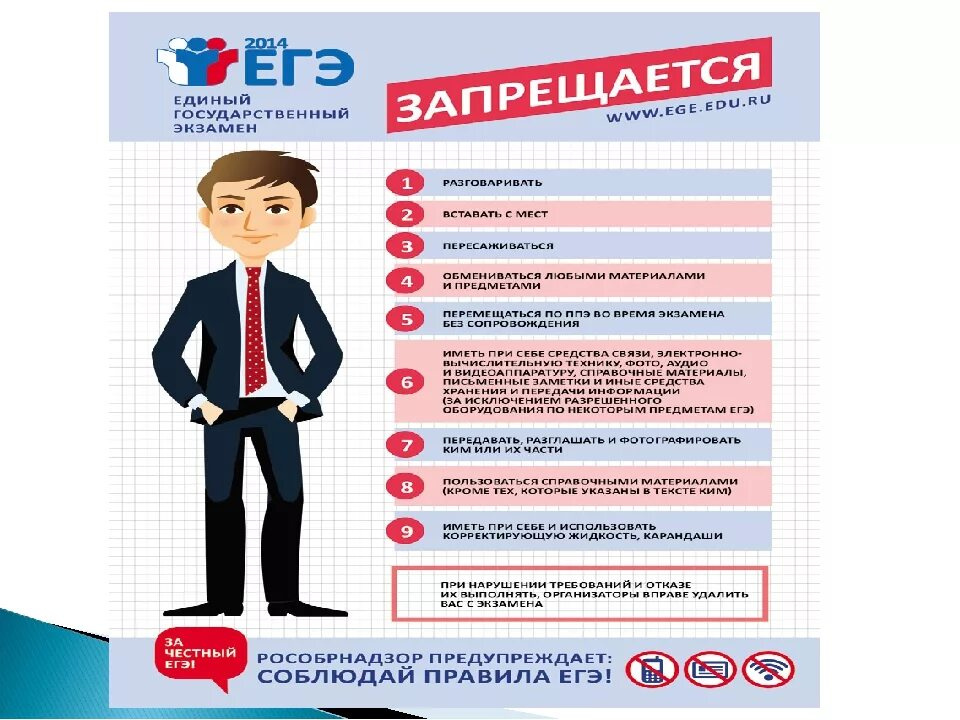 2014
ЕГЭ
ЕДИНЫЙ
ГОСУДАРСТВЕННЫЙ
ЭКЗАМЕН
ЗАПРЕЩАЕТСЯ
WWW.EGE.EDU.RU
1 РАЗГОВАРИВАТЬ
2 ВСТАВАТЬ С МЕСТ
3 ПЕРЕСАЖИВАТЬСЯ
4 ОБМЕНИВАТЬСЯ ЛЮБЫМИ МАТЕРИАЛАМИ
И ПРЕДМЕТАМИ
5 ПЕРЕМЕЩАТЬСЯ ПО ППЭ ВО ВРЕМЯ ЭКЗАМЕНА
БЕЗ СОПРОВОЖДЕНИЯ
6 ИМЕТЬ ПРИ СЕБЕ СРЕДСТВА СВЯЗИ, ЭЛЕКТРОННО-
ВЫЧИСЛИТЕЛЬНУЮ ТЕХНИКУ, ФОТО, АУДИО
И ВИДЕОАППАРАТУРУ, СПРАВОЧНЫЕ МАТЕРИАЛЫ,
ПИСЬМЕННЫЕ ЗАМЕТКИ И ИНЫЕ СРЕДСТВА
ХРАНЕНИЯ И ПЕРЕДАЧИ ИНФОРМАЦИИ
(ЗА ИСКЛЮЧЕНИЕМ РАЗРЕШЕННОГО
ОБОРУДОВАНИЯ ПО НЕКОТОРЫМ ПРЕДМЕТАМ ЕГЭ)
7 ПЕРЕДАВАТЬ, РАЗГЛАШАТЬ И ФОТОГРАФИРОВАТЬ
КИМ ИЛИ ИХ ЧАСТИ
8 ПОЛЬЗОВАТЬСЯ СПРАВОЧНЫМИ МАТЕРИАЛАМИ
(КРОМЕ ТЕХ, КОТОРЫЕ УКАЗАНЫ В ТЕКСТЕ КИМ)
9 ИМЕТЬ ПРИ СЕБЕ И ИСПОЛЬЗОВАТЬ
КОРРЕКТИРУЮЩУЮ ЖИДКОСТЬ, КАРАНДАШИ
ПРИ НАРУШЕНИИ ТРЕБОВАНИЙ И ОТКАЗЕ
ИХ ВЫПОЛНЯТЬ, ОРГАНИЗАТОРЫ ВПРАВЕ УДАЛИТЬ
ВАС С ЭКЗАМЕНА
ЗА
ЧЕСТНЫЙ
ЕГЭ!
РОСОБРНАДЗОР ПРЕДУПРЕЖДАЕТ:
СОБЛЮДАЙ ПРАВИЛА ЕГЭ!